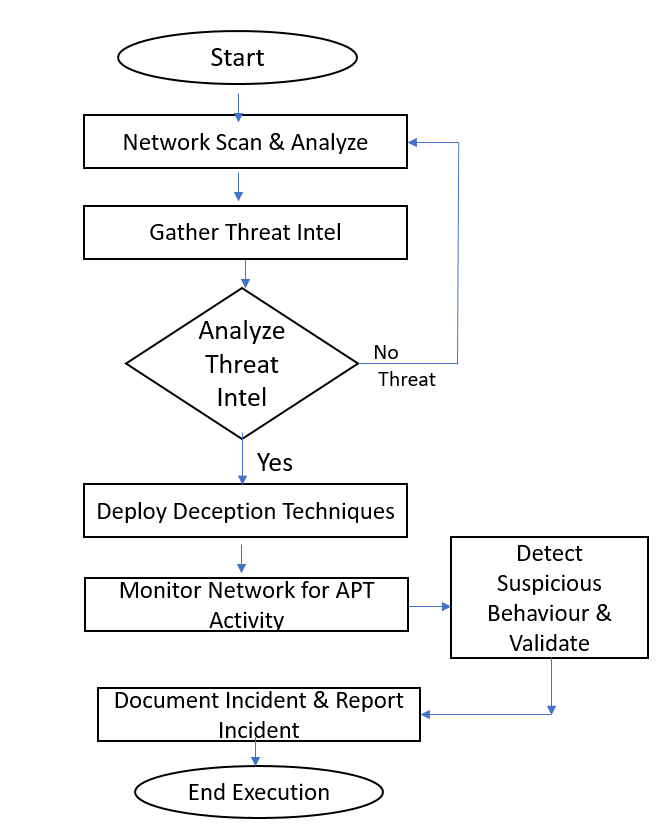 Start
Network Scan & Analyze
Gather Threat Intel
Analyze
Threat
Intel
No
Threat
Yes
Deploy Deception Techniques
Monitor Network for APT
Activity
Detect
Suspicious
Behaviour &
Validate
Document Incident & Report
Incident
End Execution